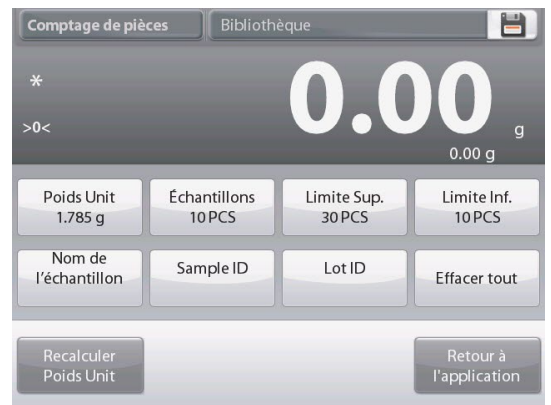 Comptage de pièces Bibliothèque
*
0.00 g
>0<
0.00 g
Poids Unit Échantillons Limite Sup. Limite Inf.
1.785 g 10 PCS 30 PCS 10 PCS
Nom de
l'échantillon Sample ID Lot ID Effacer tout
Recalculer
Poids Unit
Retour à
l'application